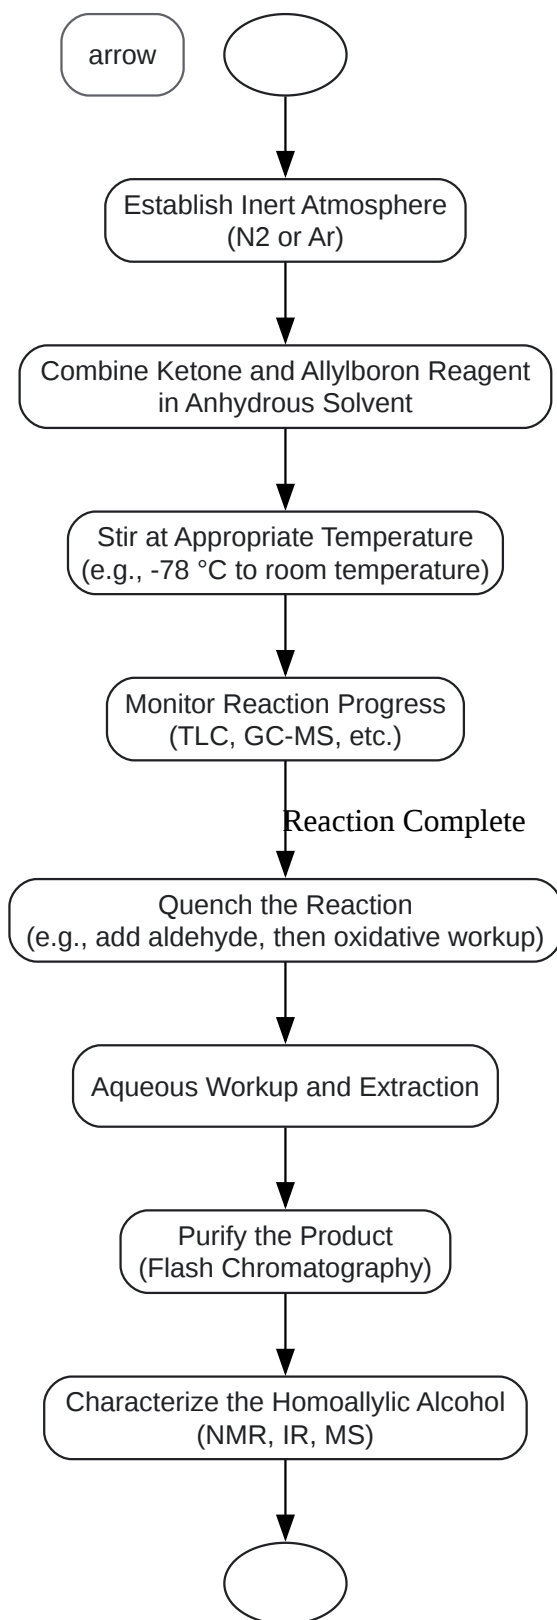 arrow
Establish Inert Atmosphere
(N2 or Ar)
Combine Ketone and Allylboron Reagent
in Anhydrous Solvent
Stir at Appropriate Temperature
(e.g., -78 °C to room temperature)
Monitor Reaction Progress
(TLC, GC-MS, etc.)
Reaction Complete
Quench the Reaction
(e.g., add aldehyde, then oxidative workup)
Aqueous Workup and Extraction
Purify the Product
(Flash Chromatography)
Characterize the Homoallylic Alcohol
(NMR, IR, MS)